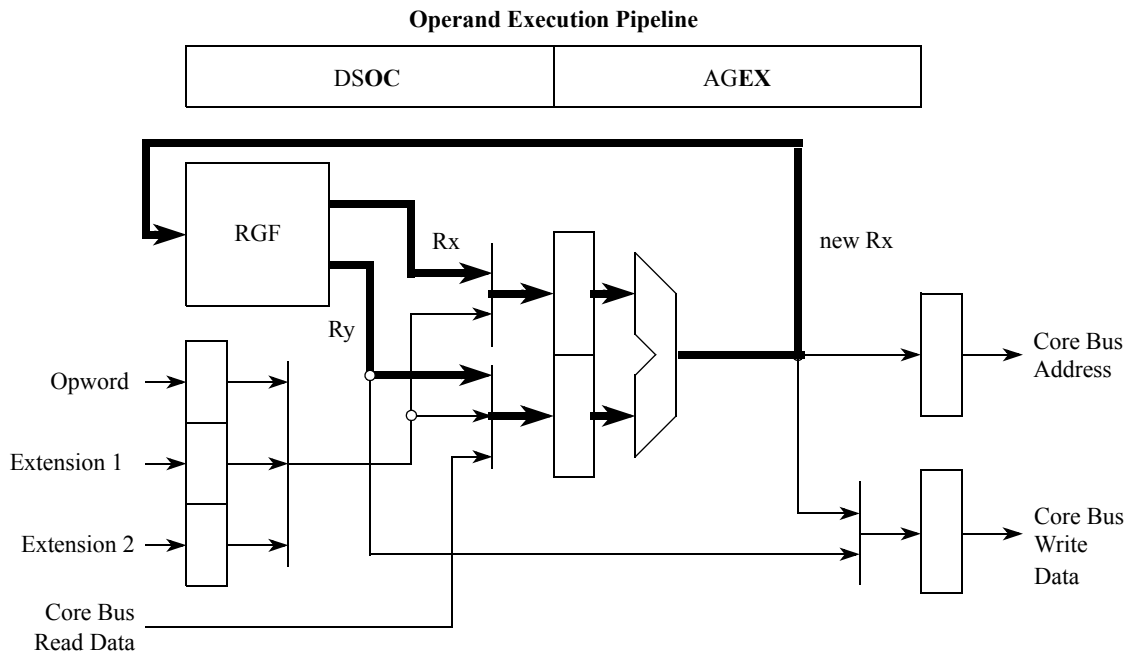 Operand Execution Pipeline
DSOC
AGEX
RGF
Rx
new Rx
Ry
Core Bus
Address
Opword
Extension 1
Extension 2
Core Bus
Write
Data
Core Bus
Read Data